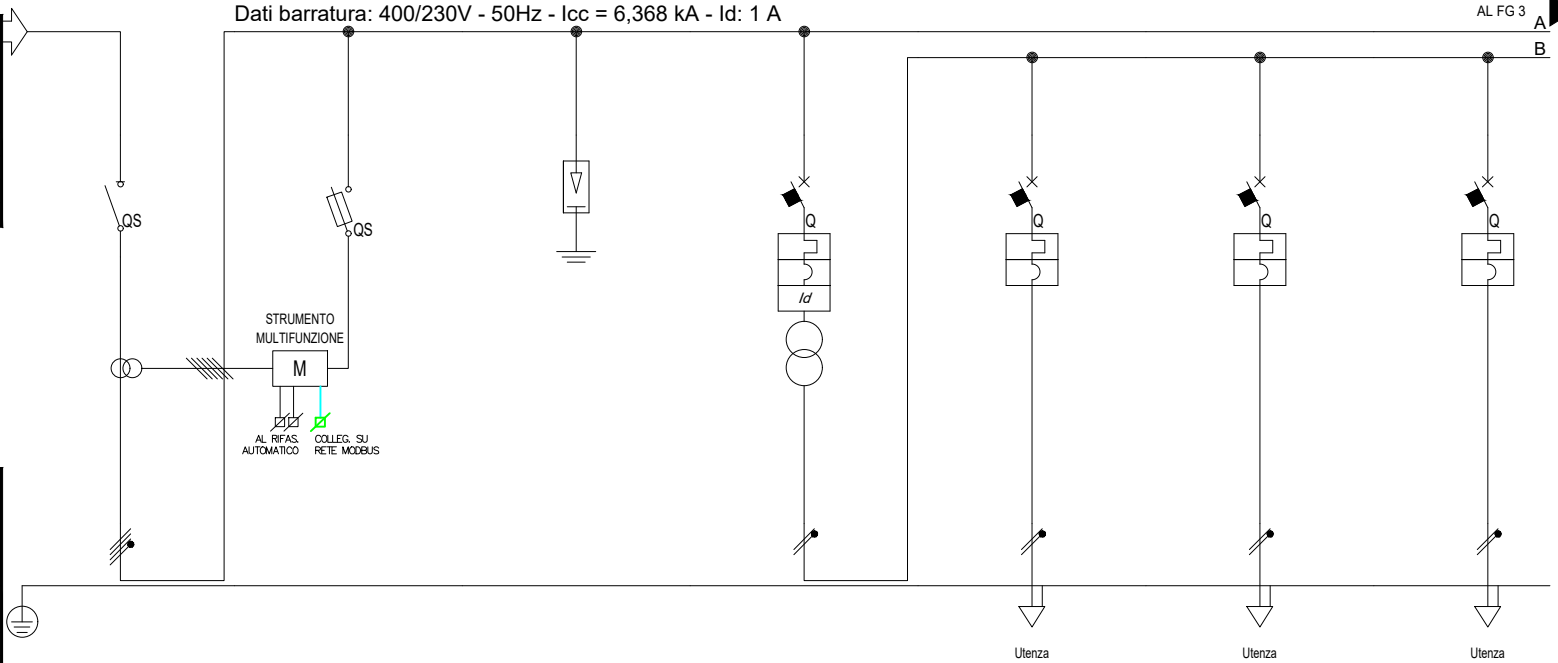 Dati barratura: 400/230V - 50Hz - Icc = 6,368 kA - Id: 1 A
AL FG 3
A
B
QS
QS
Q
Q
Q
Q
Id
STRUMENTO
MULTIFUNZIONE
M
AL RIFAS.
AUTOMATICO
COLLEG. SU
RETE MODBUS
Utenza
Utenza
Utenza